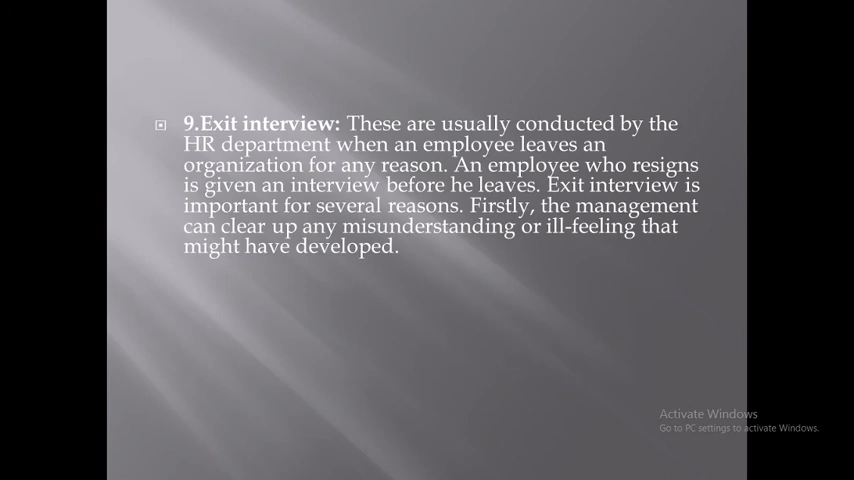 9.Exit interview: These are usually conducted by the
HR department when an employee leaves an
organization for any reason. An employee who resigns
is given an interview before he leaves. Exit interview is
important for several reasons. Firstly, the management
can clear up any misunderstanding or ill-feeling that
might have developed.
Activate Windows
Go to PC settings to activate Windows.